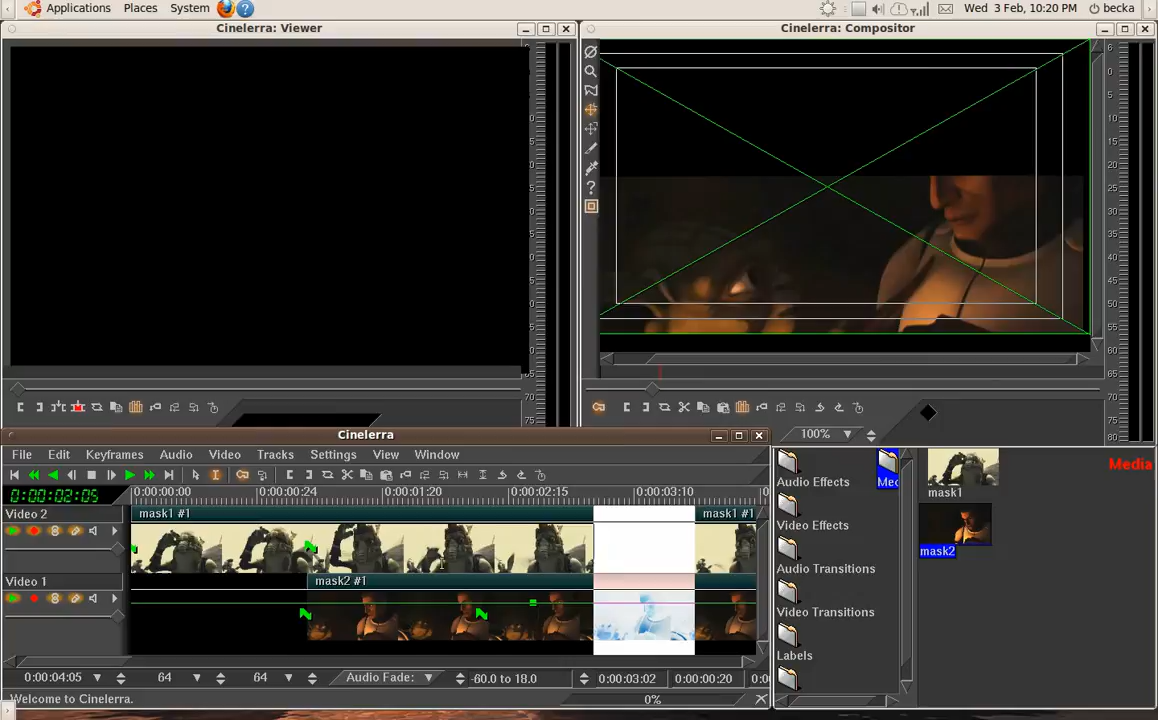 Applications Places System
Wed 3 Feb, 10:20 PM becka
Cinelerra: Viewer
Cinelerra: Compositor
100%
Cinelerra
File Edit Keyframes Audio Video Tracks Settings View Window
0:00:02:05
0:00:00:00 0:00:00:24 0:00:01:20 0:00:02:15 0:00:03:10
Video 2
mask1 #1
mask1 #1
Video 1
mask2 #1
0:00:04:05 64 64 Audio Fade: -60.0 to 18.0 0:00:03:02 0:00:00:20
Welcome to Cinelerra.
0%
Audio Effects
Video Effects
Audio Transitions
Video Transitions
Labels
Media
mask1
mask2